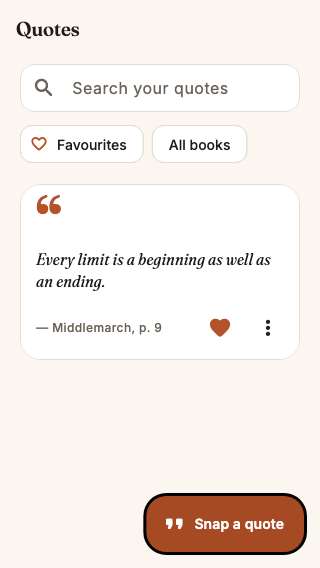 Quotes
Search your quotes
Favourites
All books
Every limit is a beginning as well as
an ending.
— Middlemarch, p. 9
Snap a quote